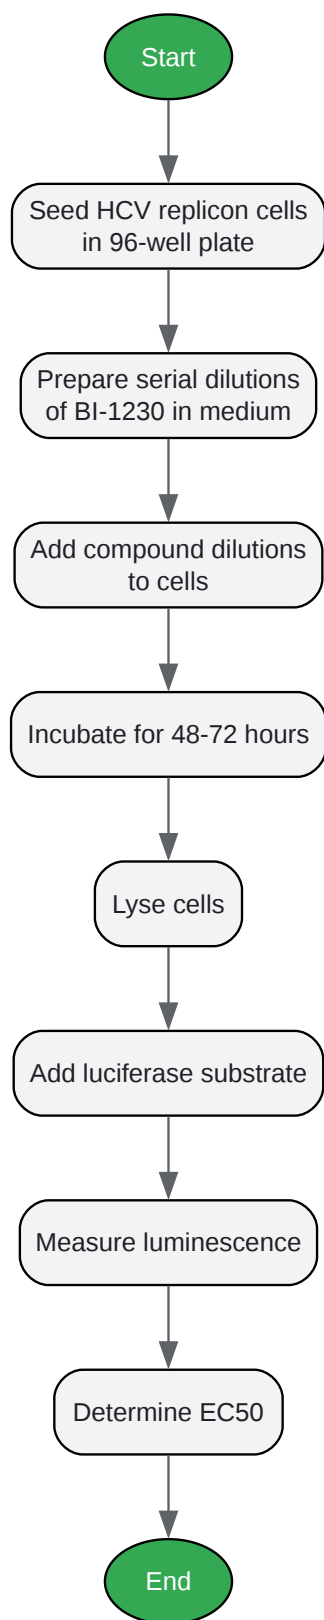 Start
Seed HCV replicon cells
in 96-well plate
Prepare serial dilutions
of BI-1230 in medium
Add compound dilutions
to cells
Incubate for 48-72 hours
Lyse cells
Add luciferase substrate
Measure luminescence
Determine EC50
End